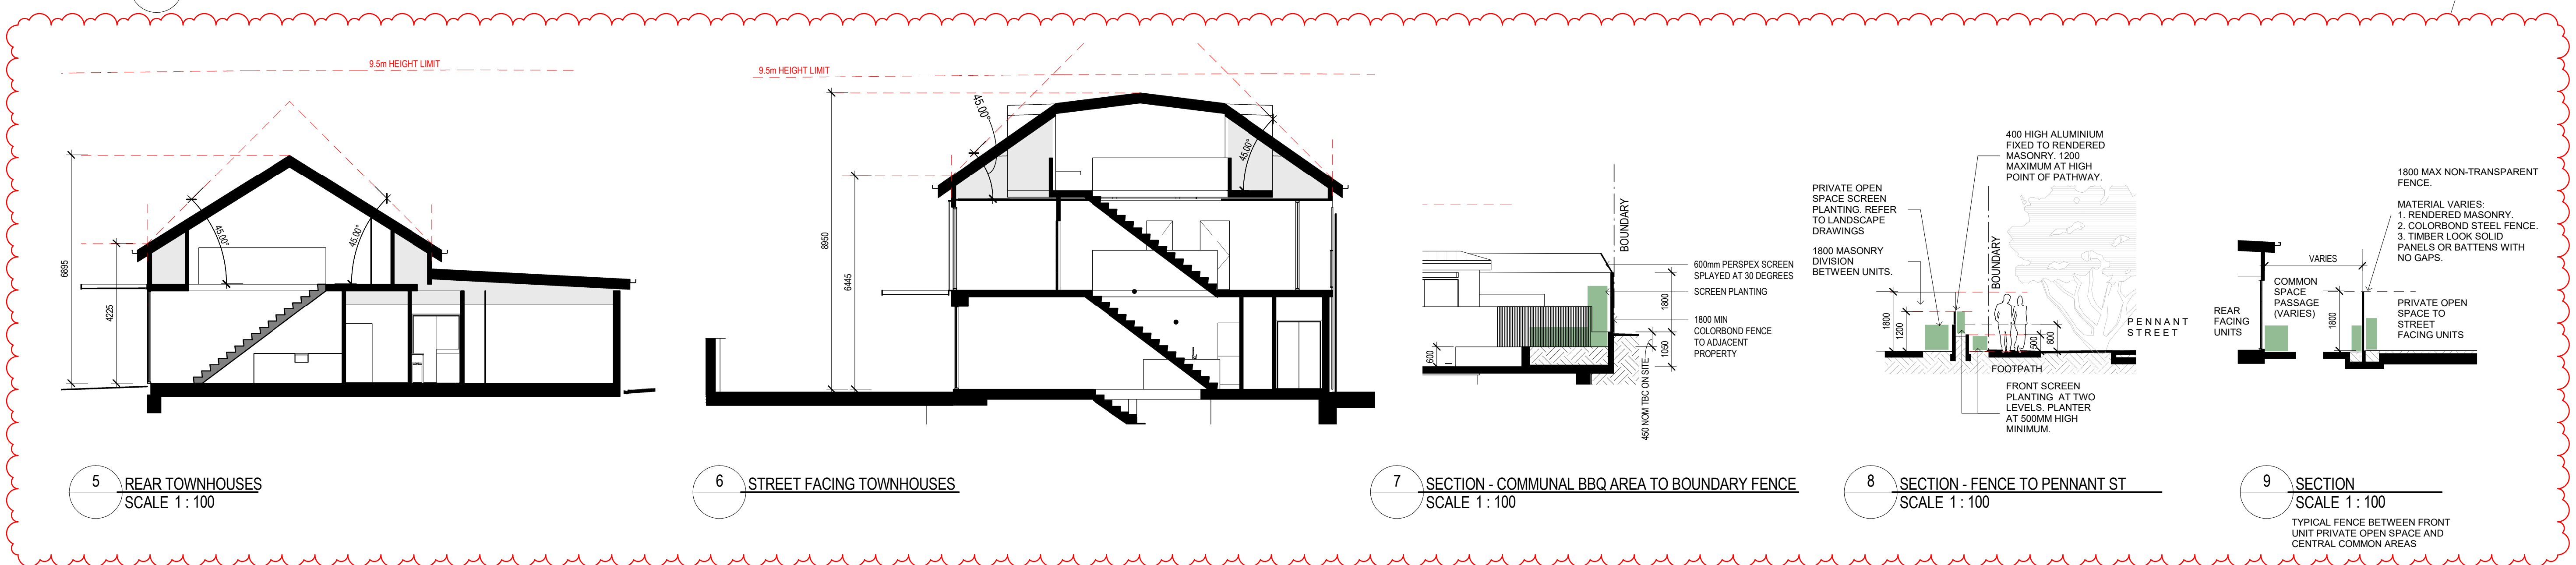 9.5m HEIGHT LIMIT
6895
4225
45.00°
45.00°
5
REAR TOWNHOUSES
SCALE 1 : 100
9.5m HEIGHT LIMIT
8950
6445
45.00°
45.00°
6
STREET FACING TOWNHOUSES
BOUNDARY
600mm PERSPEX SCREEN
SPLAYED AT 30 DEGREES
SCREEN PLANTING
1800 MIN
COLORBOND FENCE
TO ADJACENT
PROPERTY
1800
1050
600
450 NOM TBC ON SITE
7
SECTION - COMMUNAL BBQ AREA TO BOUNDARY FENCE
SCALE 1 : 100
400 HIGH ALUMINIUM
FIXED TO RENDERED
MASONRY. 1200
MAXIMUM AT HIGH
POINT OF PATHWAY.
PRIVATE OPEN
SPACE SCREEN
PLANTING. REFER
TO LANDSCAPE
DRAWINGS
1800 MASONRY
DIVISION
BETWEEN UNITS.
BOUNDARY
1800
1200
500
800
PENNANT
STREET
FOOTPATH
FRONT SCREEN
PLANTING AT TWO
LEVELS. PLANTER
AT 500MM HIGH
MINIMUM.
8
SECTION - FENCE TO PENNANT ST
SCALE 1 : 100
1800 MAX NON-TRANSPARENT
FENCE.
MATERIAL VARIES:
1. RENDERED MASONRY.
2. COLORBOND STEEL FENCE.
3. TIMBER LOOK SOLID
PANELS OR BATTENS WITH
NO GAPS.
VARIES
COMMON
SPACE
PASSAGE
(VARIES)
REAR
FACING
UNITS
1800
PRIVATE OPEN
SPACE TO
STREET
FACING UNITS
9
SECTION
SCALE 1 : 100
TYPICAL FENCE BETWEEN FRONT
UNIT PRIVATE OPEN SPACE AND
CENTRAL COMMON AREAS